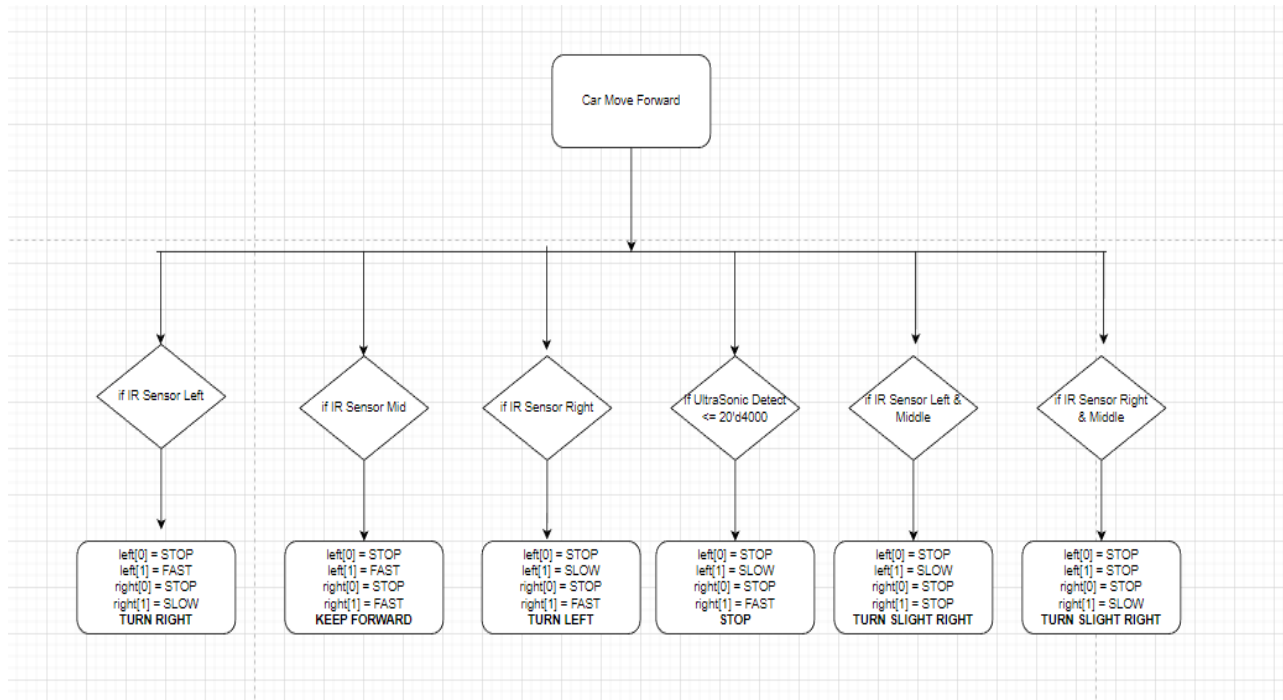 Car Move Forward
if IR Sensor Left
if IR Sensor Mid
if IR Sensor Right
If UltraSonic Detect
<= 20'd4000
if IR Sensor Left &
Middle
if IR Sensor Right
& Middle
left[0] = STOP
left[1] = FAST
right[0] = STOP
right[1] = SLOW
TURN RIGHT
left[0] = STOP
left[1] = FAST
right[0] = STOP
right[1] = FAST
KEEP FORWARD
left[0] = STOP
left[1] = SLOW
right[0] = STOP
right[1] = FAST
TURN LEFT
left[0] = STOP
left[1] = SLOW
right[0] = STOP
right[1] = FAST
STOP
left[0] = STOP
left[1] = SLOW
right[0] = STOP
right[1] = STOP
TURN SLIGHT RIGHT
left[0] = STOP
left[1] = STOP
right[0] = STOP
right[1] = SLOW
TURN SLIGHT RIGHT